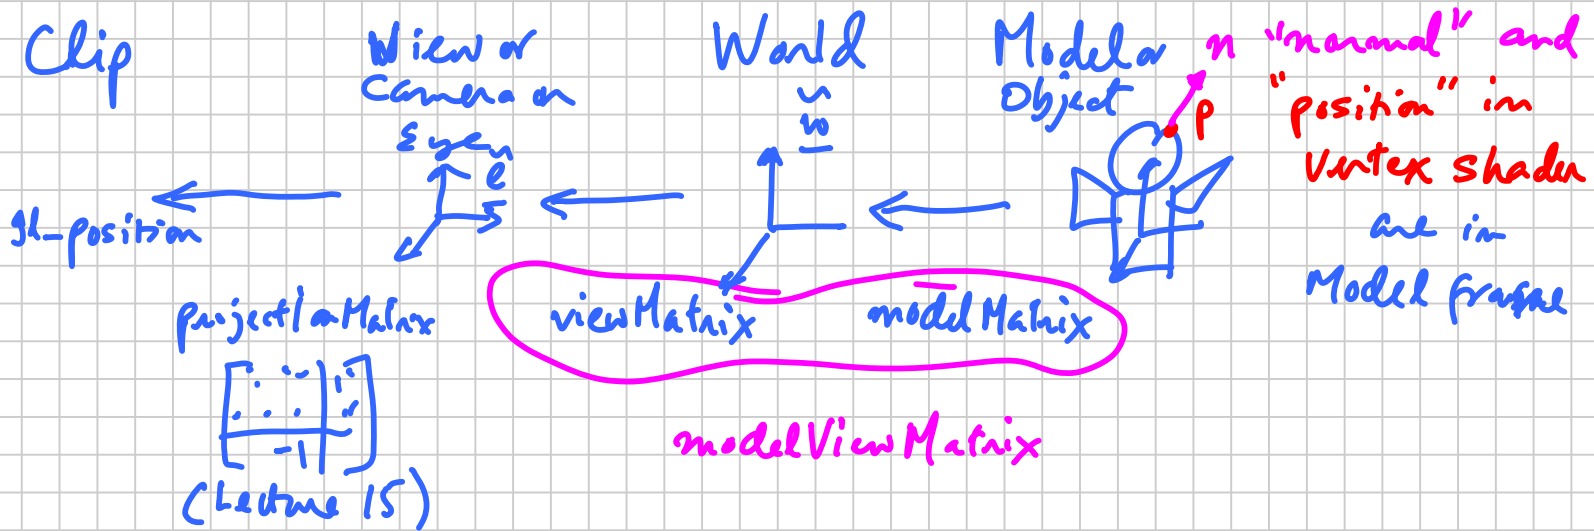 Clip
View or
Camera or
Eye, e
World
w
Model or
Object
n "normal" and
p "position" in
vertex shader
are in
Model frame
gl_position
projectionMatrix
viewMatrix
modelMatrix
modelViewMatrix
(Lecture 15)